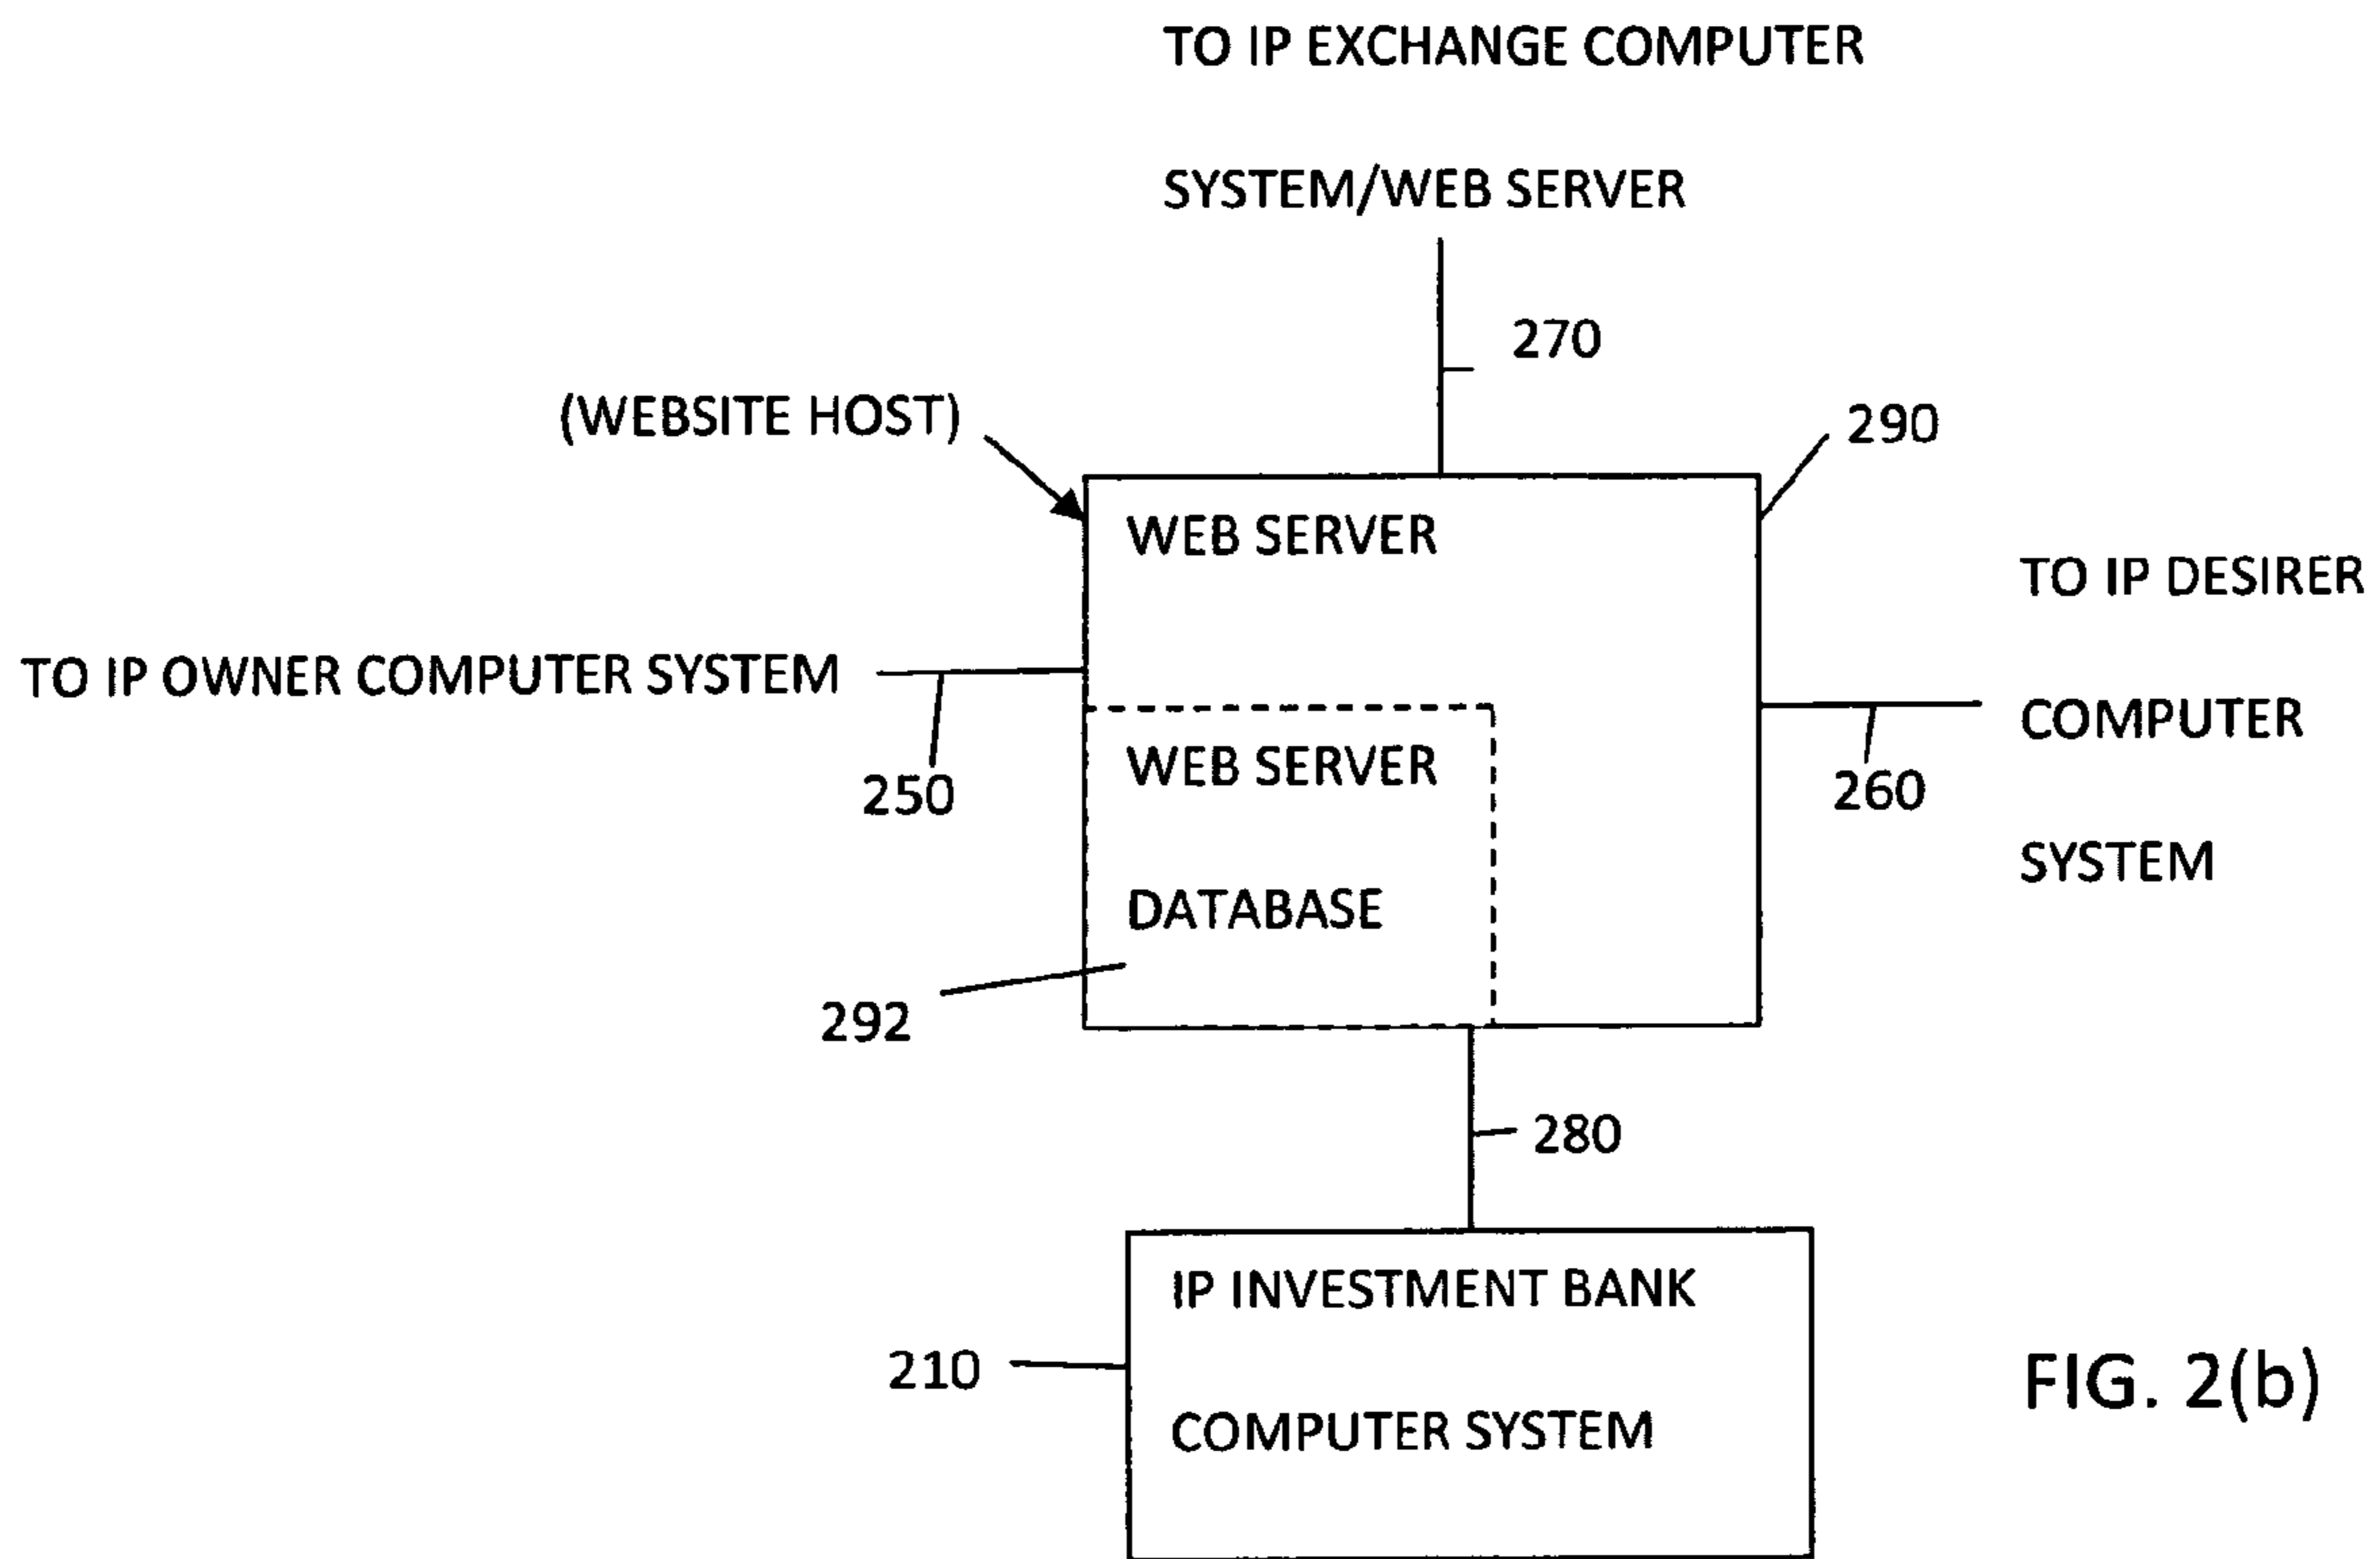 TO IP EXCHANGE COMPUTER
SYSTEM/WEB SERVER
270
(WEBSITE HOST)
290
WEB SERVER
TO IP OWNER COMPUTER SYSTEM
250
TO IP DESIRER
COMPUTER
SYSTEM
260
WEB SERVER
DATABASE
292
280
IP INVESTMENT BANK
COMPUTER SYSTEM
210
FIG. 2(b)